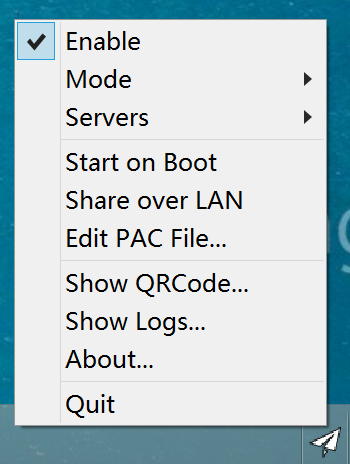 Enable
Mode
Servers
Start on Boot
Share over LAN
Edit PAC File...
Show QRCode...
Show Logs...
About...
Quit